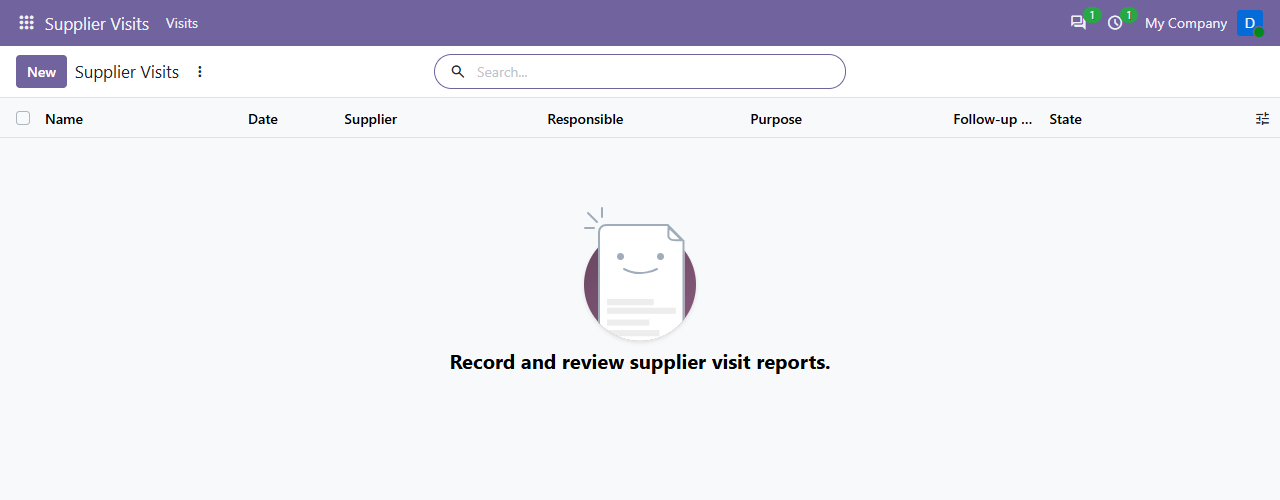 Supplier Visits Visits 1 1 My Company D
New Supplier Visits Search...
Name Date Supplier Responsible Purpose Follow-up ... State
Record and review supplier visit reports.